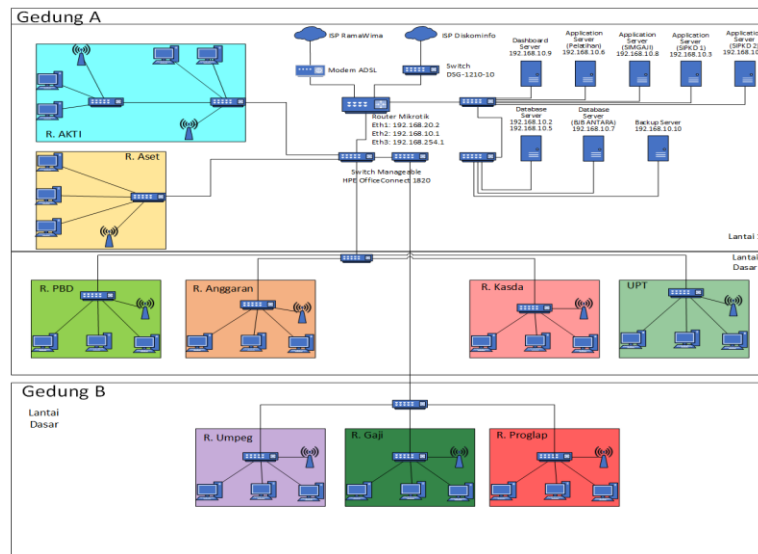 Gedung A
ISP RamaWima
ISP Diskominfo
Modem ADSL
Switch
DSG-1210-10
Dashboard
Server
192.168.10.9
Application
Server
(Pelatihan)
192.168.10.6
Application
Server
(SIMGAJI)
192.168.10.8
Application
Server
(SIPKD 1)
192.168.10.3
Application
Server
(SIPKD 2)
R. AKTI
Router Mikrotik
Eth1: 192.168.20.2
Eth2: 192.168.10.1
Eth3: 192.168.254.1
Database
Server
192.168.10.2
192.168.10.5
Database
Server
192.168.10.7
Backup Server
192.168.10.10
R. Aset
Switch Manageable
HPE OfficeConnect 1820
Lantai
Lantai
Dasar
R. PBD
R. Anggaran
R. Kasda
UPT
Gedung B
Lantai
Dasar
R. Umpeg
R. Gaji
R. Proglap